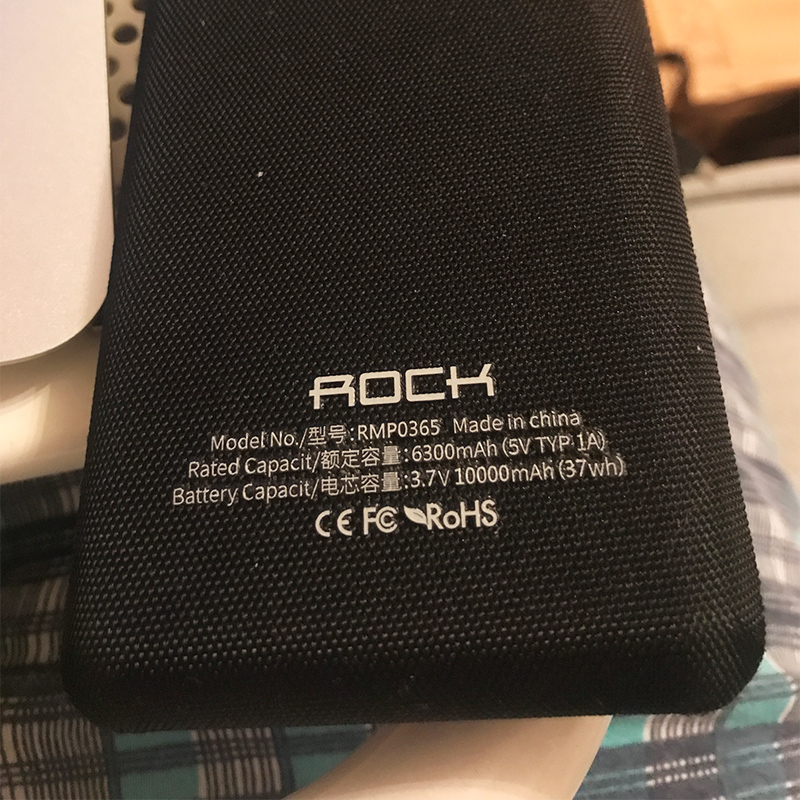 ROCK
Model No./型号:RMP0365 Made in china
Rated Capacit/额定容量:6300mAh (5V TYP 1A)
Battery Capacit/电芯容量:3.7V 10000mAh (37wh)
CE FC RoHS